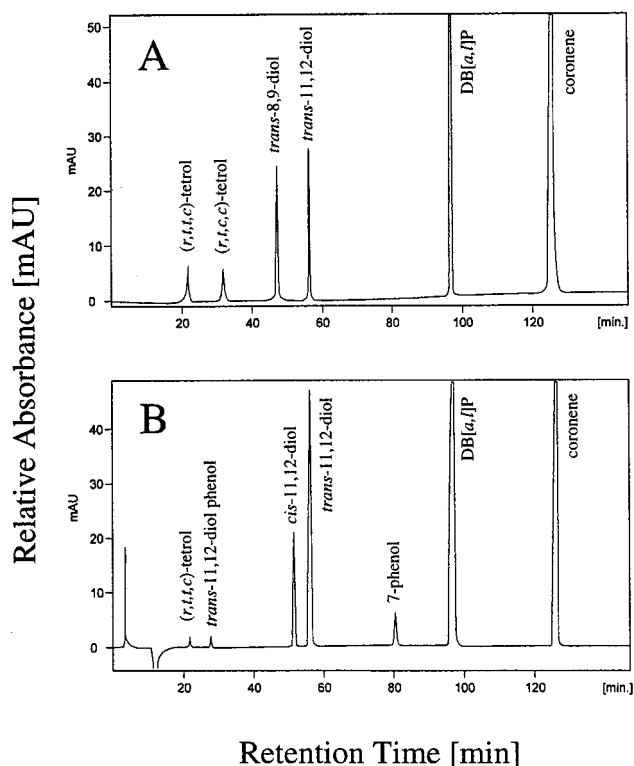 Relative Absorbance [mAU]
A
mAU
50
40
30
20
10
0
(r,t,t,c)-tetrol
(r,t,c,c)-tetrol
trans-8,9-diol
trans-11,12-diol
DB[a,l]P
coronene
20 40 60 80 100 120 [min.]
B
mAU
40
30
20
10
0
(r,t,t,c)-tetrol
trans-11,12-diol phenol
cis-11,12-diol
trans-11,12-diol
7-phenol
DB[a,l]P
coronene
20 40 60 80 100 120 [min.]
Retention Time [min]